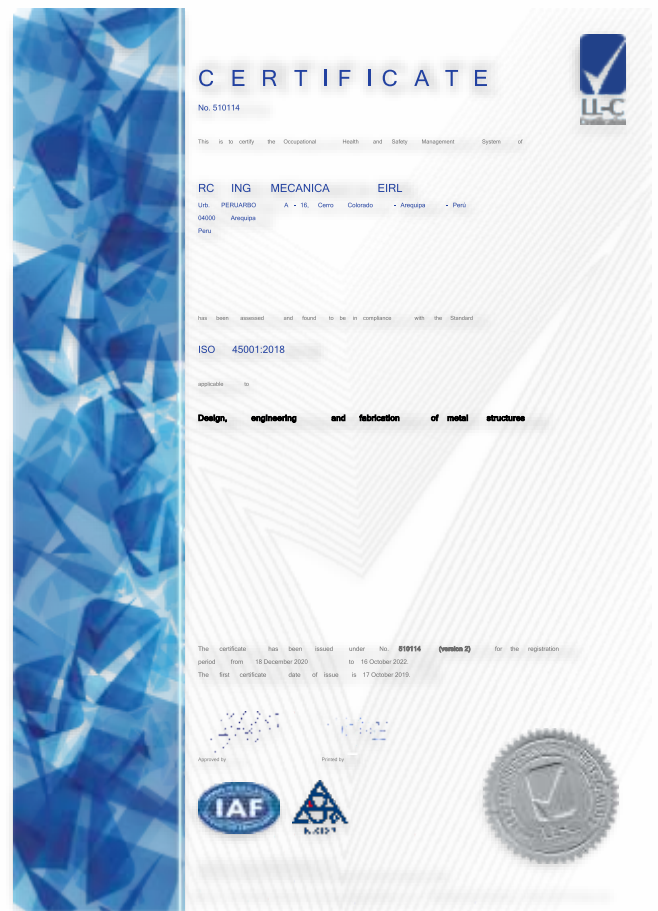 CERTIFICATE
LL-C
Certification
No. 510114
This is to certify the Occupational Health and Safety Management System of
RC ING MECANICA EIRL
Urb. PERUARBO A - 16, Cerro Colorado - Arequipa - Perú
04000 Arequipa
Peru
has been assessed and found to be in compliance with the Standard
ISO 45001:2018
applicable to
Design, engineering and fabrication of metal structures
The certificate has been issued under No. 510114 (version 2) for the registration
period from 18 December 2020 to 16 October 2022.
The first certificate date of issue is 17 October 2019.
Approved by
Printed by:
IAF